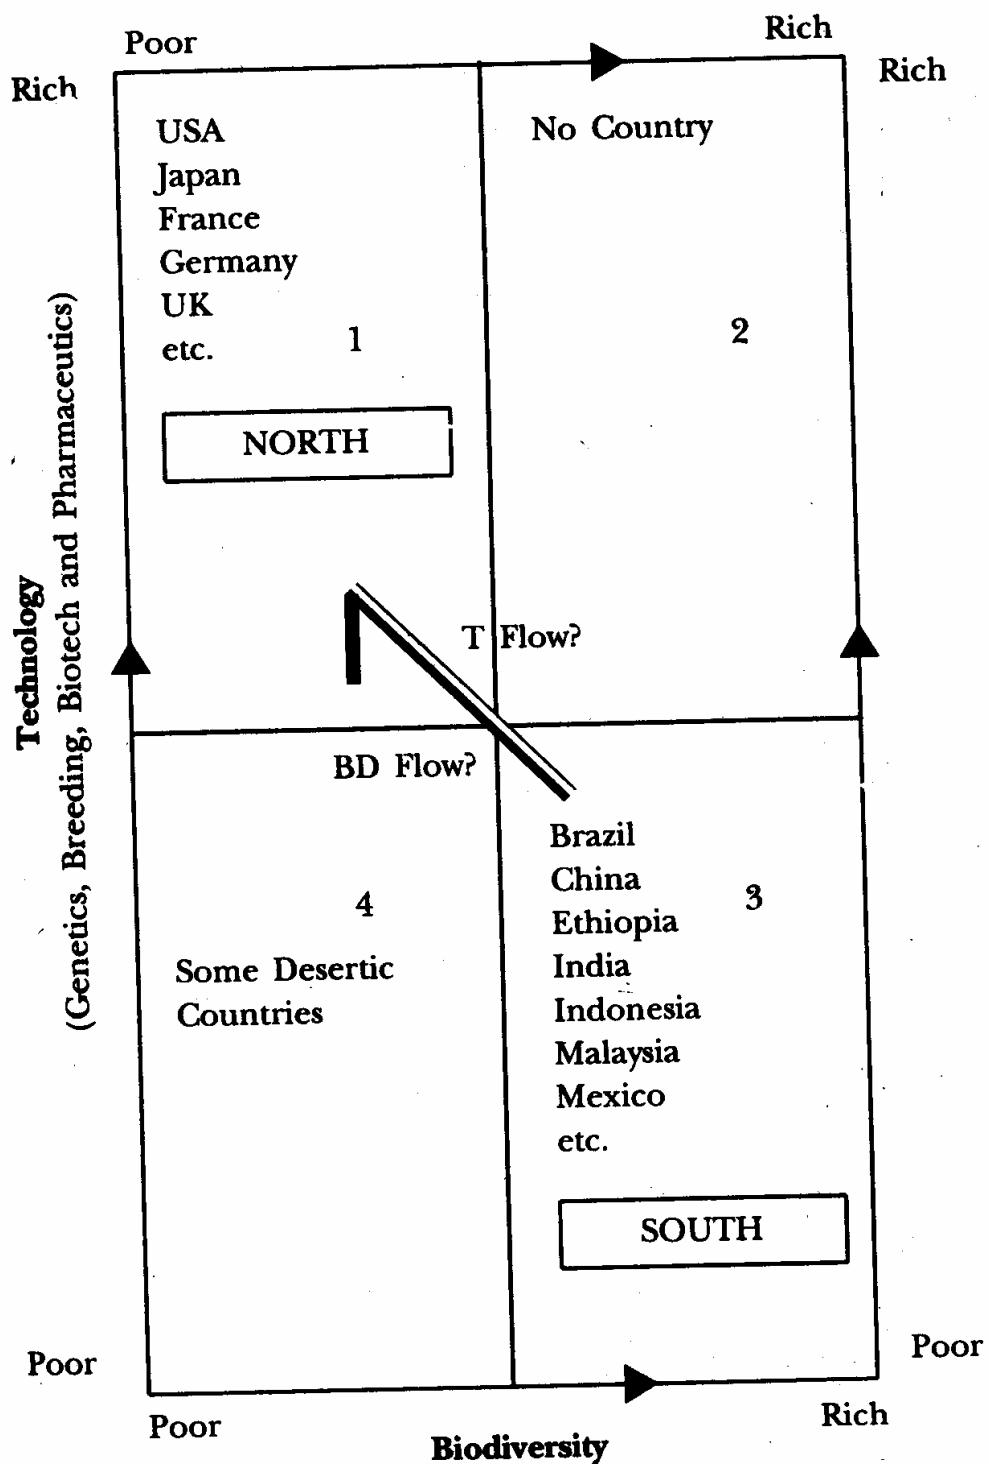 Poor
Rich
Rich
Rich
USA
Japan
France
Germany
UK
etc.
1
NORTH
No Country
2
Technology
(Genetics, Breeding, Biotech and Pharmaceutics)
T Flow?
BD Flow?
4
Some Desertic
Countries
Brazil
China
Ethiopia
India
Indonesia
Malaysia
Mexico
etc.
3
SOUTH
Poor
Poor
Poor
Rich
Biodiversity